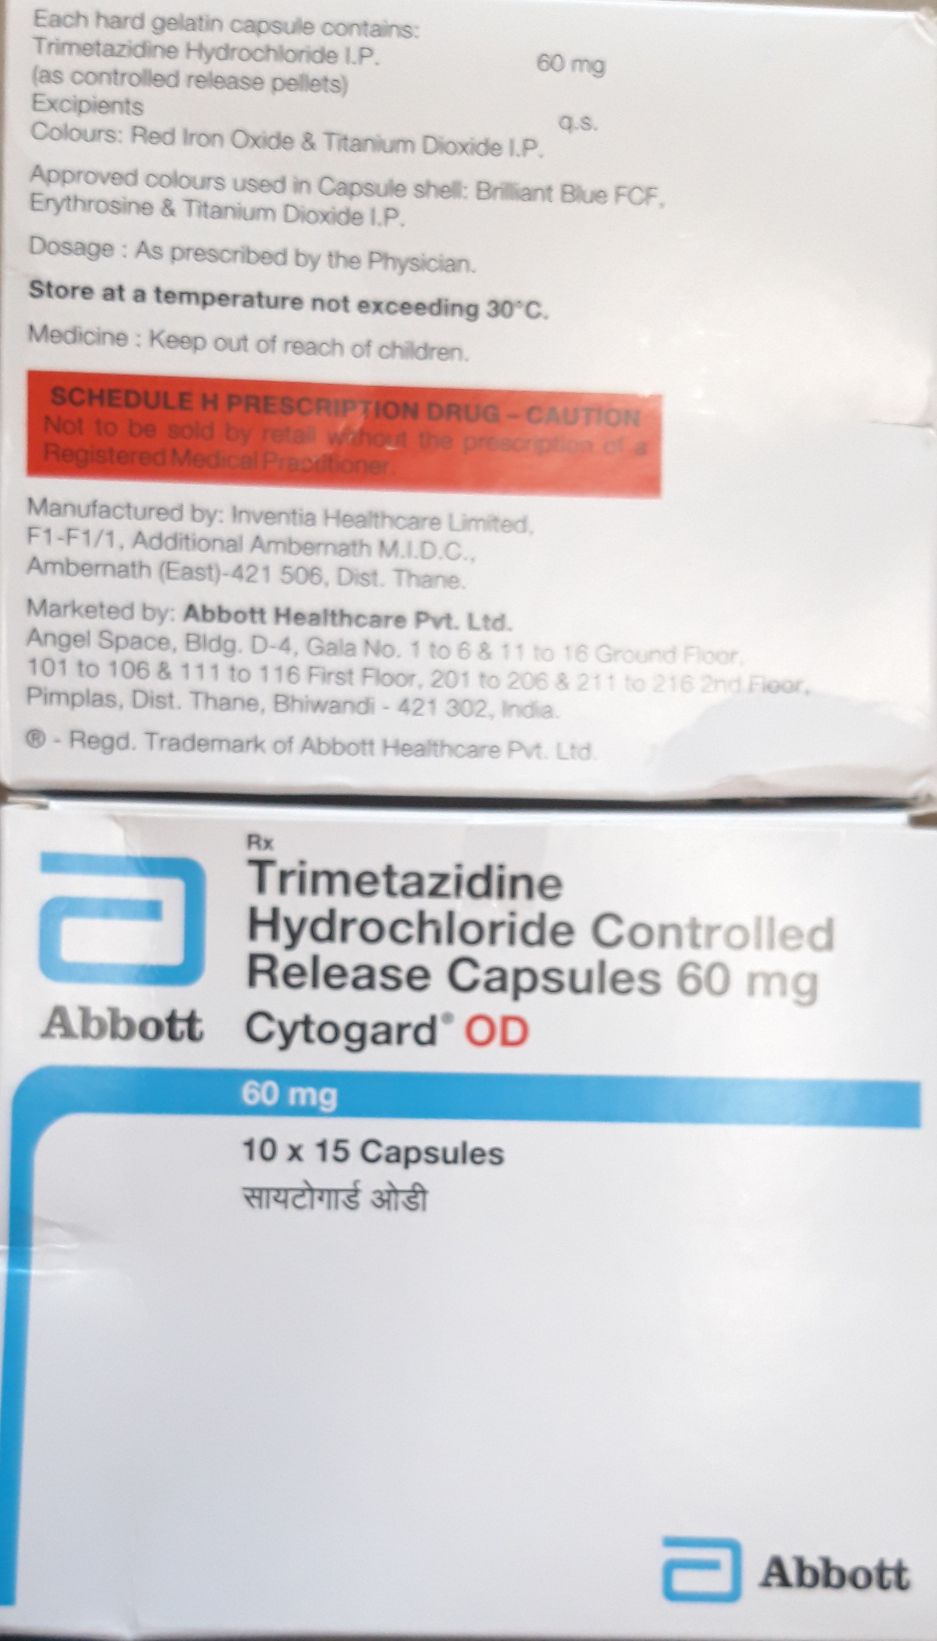 Each hard gelatin capsule contains:
Trimetazidine Hydrochloride I.P. 60 mg
(as controlled release pellets)
Excipients q.s.
Colours: Red Iron Oxide & Titanium Dioxide I.P.
Approved colours used in Capsule shell: Brilliant Blue FCF,
Erythrosine & Titanium Dioxide I.P.
Dosage : As prescribed by the Physician.
Store at a temperature not exceeding 30°C.
Medicine : Keep out of reach of children.
SCHEDULE H PRESCRIPTION DRUG – CAUTION
Not to be sold by retail without the prescription of a
Registered Medical Practitioner.
Manufactured by: Inventia Healthcare Limited,
F1-F1/1, Additional Ambernath M.I.D.C.,
Ambernath (East)-421 506, Dist. Thane.
Marketed by: Abbott Healthcare Pvt. Ltd.
Angel Space, Bldg. D-4, Gala No. 1 to 6 & 11 to 16 Ground Floor,
101 to 106 & 111 to 116 First Floor, 201 to 206 & 211 to 216 2nd Floor,
Pimplas, Dist. Thane, Bhiwandi - 421 302, India.
® - Regd. Trademark of Abbott Healthcare Pvt. Ltd.
Rx
Trimetazidine
Hydrochloride Controlled
Release Capsules 60 mg
Abbott Cytogard® OD
60 mg
10 x 15 Capsules
सायटोगार्ड ओडी
Abbott